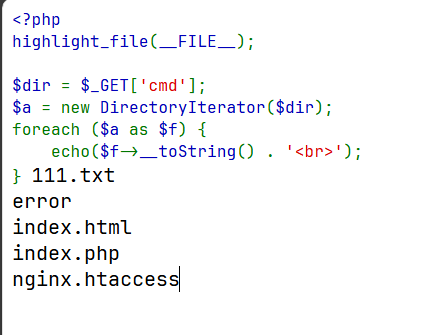 <?php
highlight_file(__FILE__);

$dir = $_GET['cmd'];
$a = new DirectoryIterator($dir);
foreach ($a as $f) {
    echo($f->__toString() . '<br>');
} 111.txt
error
index.html
index.php
nginx.htaccess